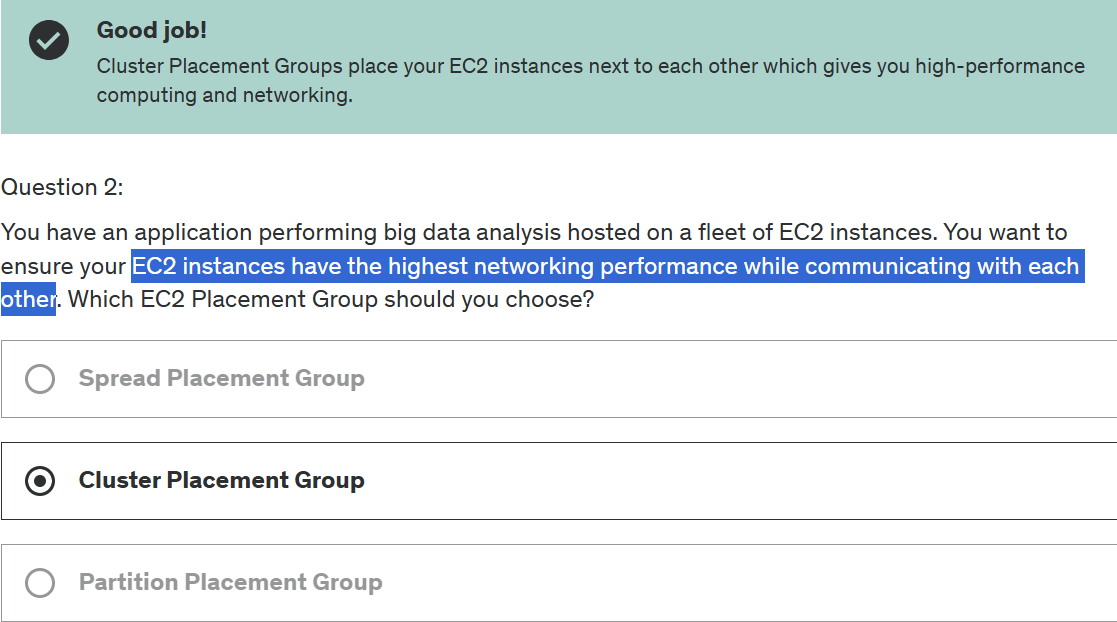 Good job!
Cluster Placement Groups place your EC2 instances next to each other which gives you high-performance
computing and networking.
Question 2:
You have an application performing big data analysis hosted on a fleet of EC2 instances. You want to
ensure your EC2 instances have the highest networking performance while communicating with each
other. Which EC2 Placement Group should you choose?
Spread Placement Group
Cluster Placement Group
Partition Placement Group